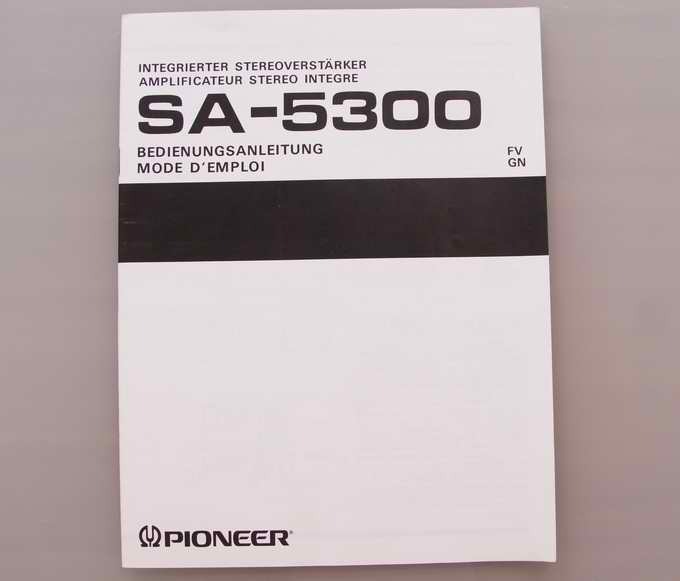 INTEGRIERTER STEREOVERSTÄRKER
AMPLIFICATEUR STEREO INTEGRE
SA-5300
BEDIENUNGSANLEITUNG
MODE D'EMPLOI
FV
GN
PIONEER®